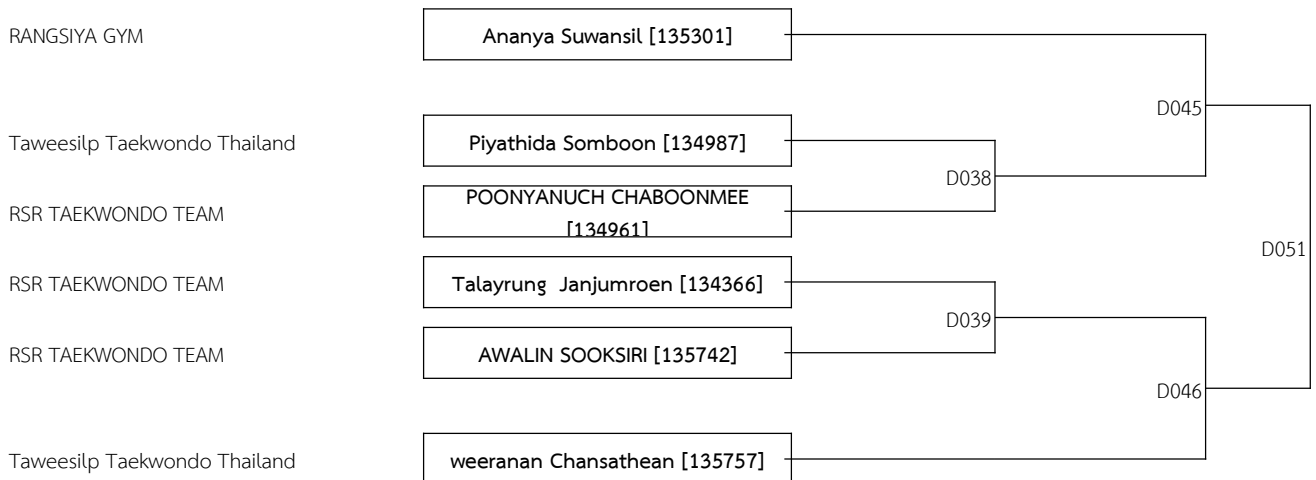 RANGSIYA GYM
Ananya Suwansil [135301]
D045
Taweesilp Taekwondo Thailand
Piyathida Somboon [134987]
D038
RSR TAEKWONDO TEAM
POONYANUCH CHABOONMEE
[134961]
D051
RSR TAEKWONDO TEAM
Talayrung  Janjumroen [134366]
D039
RSR TAEKWONDO TEAM
AWALIN SOOKSIRI [135742]
D046
Taweesilp Taekwondo Thailand
weeranan Chansathean [135757]